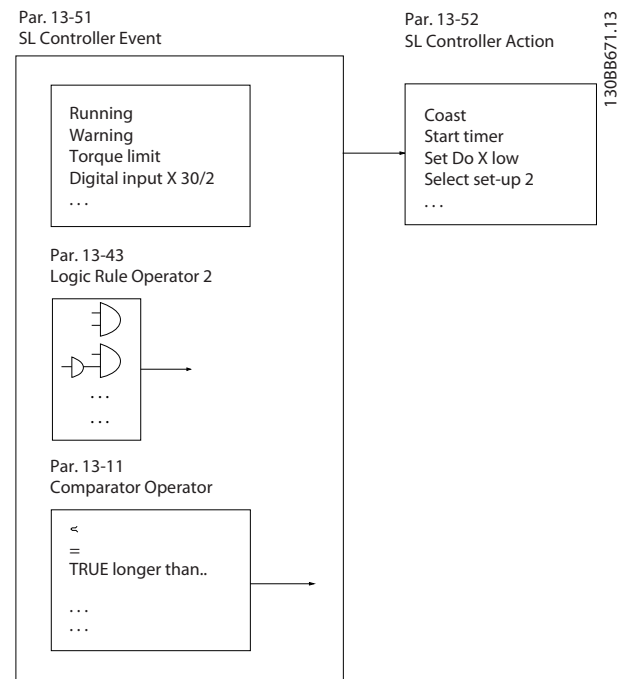 Par. 13-51
SL Controller Event
Par. 13-52
SL Controller Action
130BB671.13
Running
Warning
Torque limit
Digital input X 30/2
. . .
Coast
Start timer
Set Do X low
Select set-up 2
. . .
Par. 13-43
Logic Rule Operator 2
. . .
. . .
Par. 13-11
Comparator Operator
<
=
TRUE longer than..
. . .
. . .